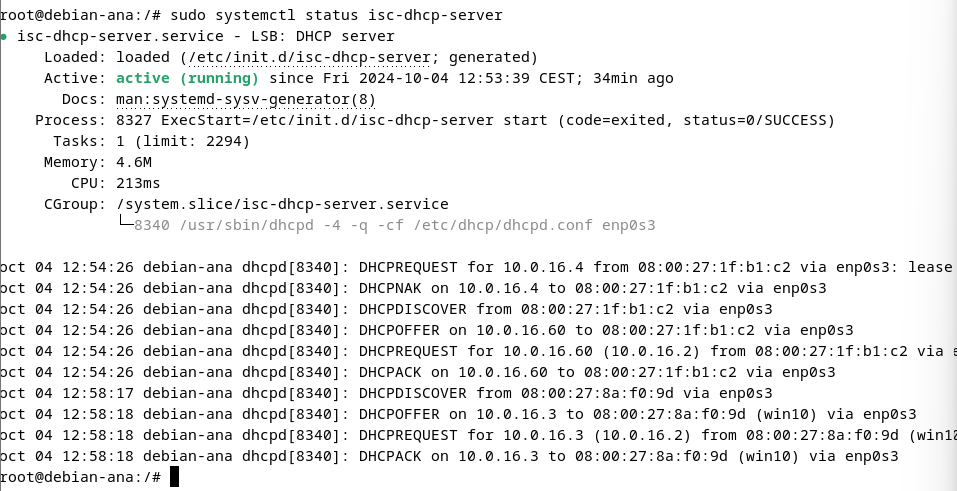 root@debian-ana:/# sudo systemctl status isc-dhcp-server
● isc-dhcp-server.service - LSB: DHCP server
Loaded: loaded (/etc/init.d/isc-dhcp-server; generated)
Active: active (running) since Fri 2024-10-04 12:53:39 CEST; 34min ago
Docs: man:systemd-sysv-generator(8)
Process: 8327 ExecStart=/etc/init.d/isc-dhcp-server start (code=exited, status=0/SUCCESS)
Tasks: 1 (limit: 2294)
Memory: 4.6M
CPU: 213ms
CGroup: /system.slice/isc-dhcp-server.service
└─8340 /usr/sbin/dhcpd -4 -q -cf /etc/dhcp/dhcpd.conf enp0s3
oct 04 12:54:26 debian-ana dhcpd[8340]: DHCPREQUEST for 10.0.16.4 from 08:00:27:1f:b1:c2 via enp0s3: lease
oct 04 12:54:26 debian-ana dhcpd[8340]: DHCPNAK on 10.0.16.4 to 08:00:27:1f:b1:c2 via enp0s3
oct 04 12:54:26 debian-ana dhcpd[8340]: DHCPDISCOVER from 08:00:27:1f:b1:c2 via enp0s3
oct 04 12:54:26 debian-ana dhcpd[8340]: DHCPOFFER on 10.0.16.60 to 08:00:27:1f:b1:c2 via enp0s3
oct 04 12:54:26 debian-ana dhcpd[8340]: DHCPREQUEST for 10.0.16.60 (10.0.16.2) from 08:00:27:1f:b1:c2 via
oct 04 12:54:26 debian-ana dhcpd[8340]: DHCPACK on 10.0.16.60 to 08:00:27:1f:b1:c2 via enp0s3
oct 04 12:58:17 debian-ana dhcpd[8340]: DHCPDISCOVER from 08:00:27:8a:f0:9d via enp0s3
oct 04 12:58:18 debian-ana dhcpd[8340]: DHCPOFFER on 10.0.16.3 to 08:00:27:8a:f0:9d (win10) via enp0s3
oct 04 12:58:18 debian-ana dhcpd[8340]: DHCPREQUEST for 10.0.16.3 (10.0.16.2) from 08:00:27:8a:f0:9d (win10
oct 04 12:58:18 debian-ana dhcpd[8340]: DHCPACK on 10.0.16.3 to 08:00:27:8a:f0:9d (win10) via enp0s3
root@debian-ana:/#